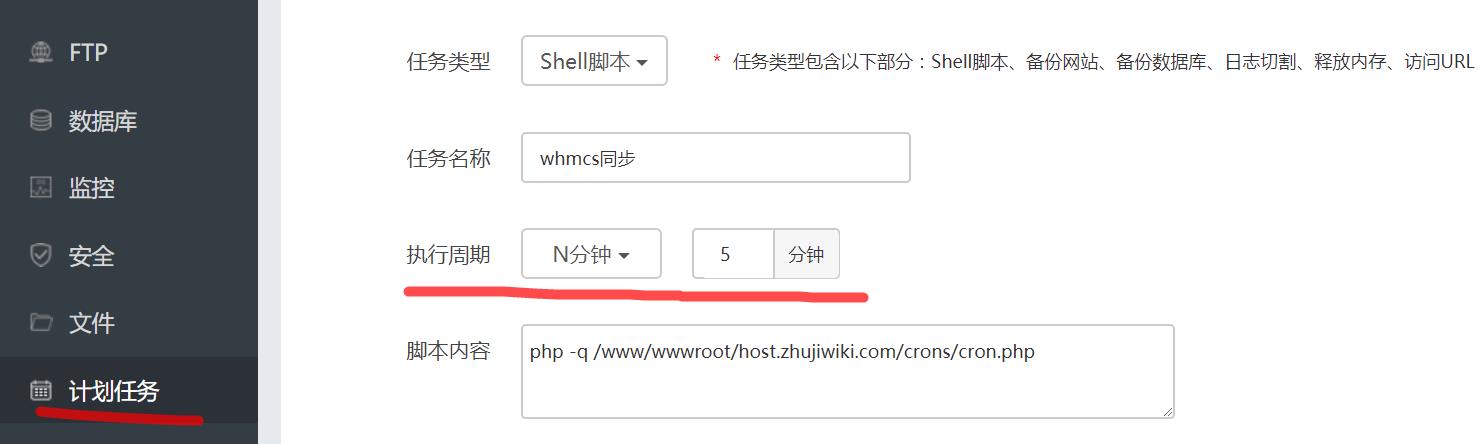 FTP
数据库
监控
安全
文件
计划任务
任务类型 Shell脚本 * 任务类型包含以下部分：Shell脚本、备份网站、备份数据库、日志切割、释放内存、访问URL
任务名称 whmcs同步
执行周期 N分钟 5 分钟
脚本内容 php -q /www/wwwroot/host.zhujiwiki.com/crons/cron.php